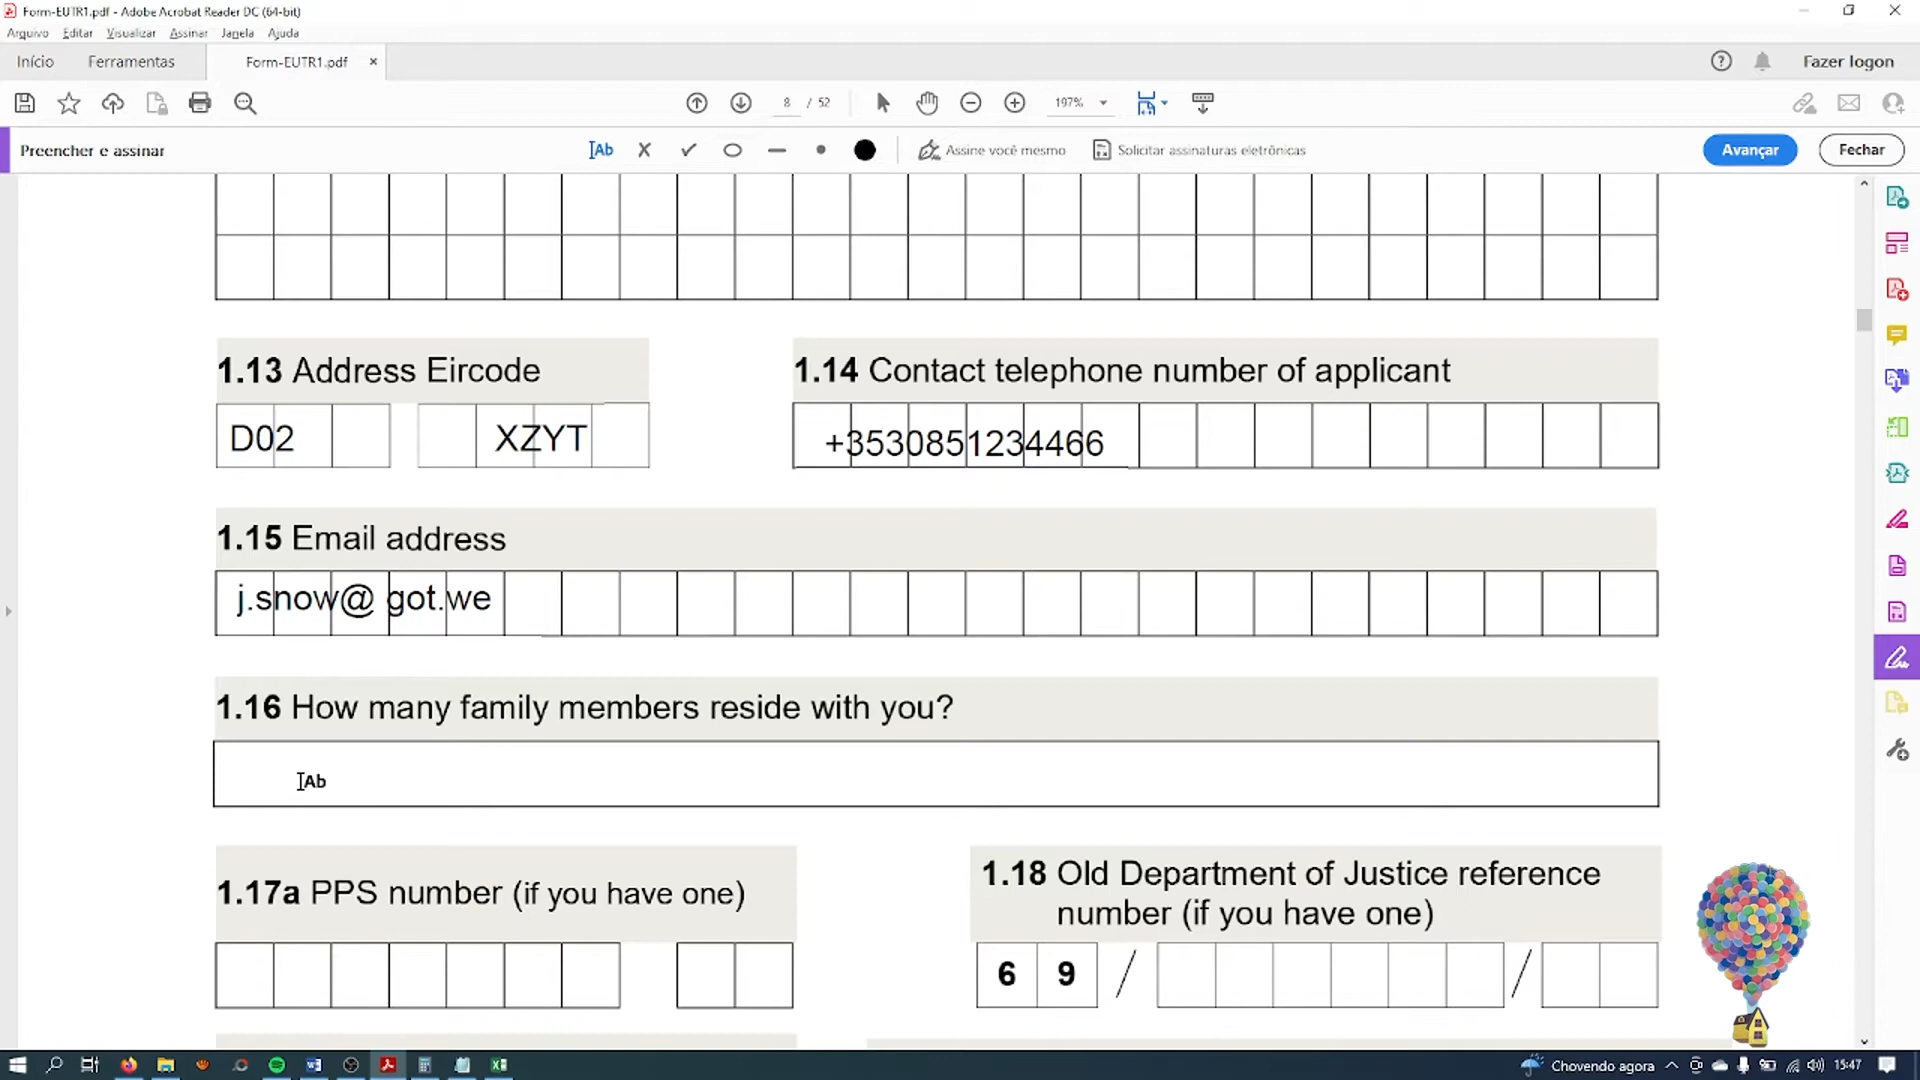 Form-EUTR1.pdf - Adobe Acrobat Reader DC (64-bit)
Arquivo Editar Visualizar Assinar Janela Ajuda
Início Ferramentas Form-EUTR1.pdf × Fazer logon
8 / 52 197%
Preencher e assinar Ab Assine você mesmo Solicitar assinaturas eletrônicas Avançar Fechar
1.13 Address Eircode 1.14 Contact telephone number of applicant
D02 XZYT +3530851234466
1.15 Email address
j.snow@ got.we
1.16 How many family members reside with you?
Ab
1.17a PPS number (if you have one) 1.18 Old Department of Justice reference
number (if you have one)
6 9 / /
Chovendo agora 15:47